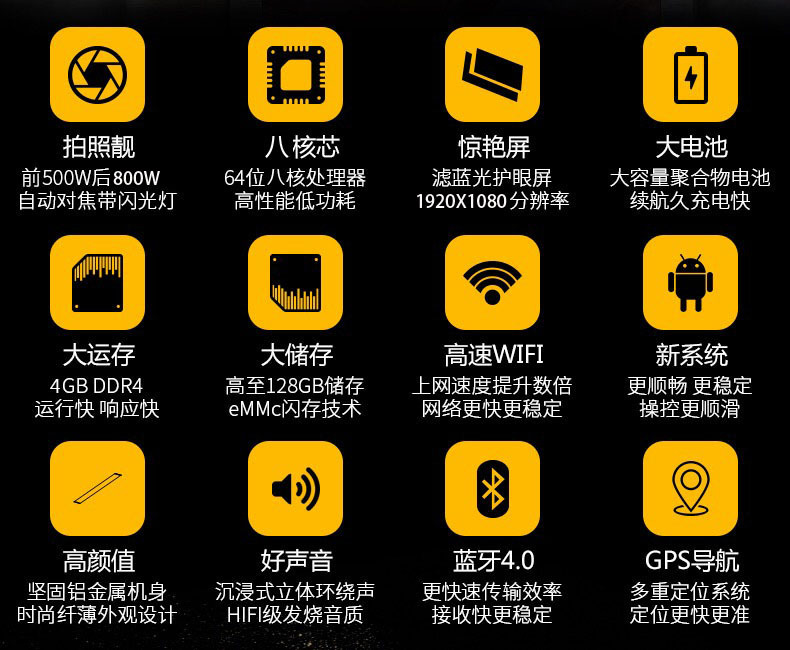 拍照靓
前500W后800W
自动对焦带闪光灯
八核芯
64位八核处理器
高性能低功耗
惊艳屏
滤蓝光护眼屏
1920X1080分辨率
大电池
大容量聚合物电池
续航久充电快
大运存
4GB DDR4
运行快 响应快
大储存
高至128GB储存
eMMc闪存技术
高速WIFI
上网速度提升数倍
网络更快更稳定
新系统
更顺畅 更稳定
操控更顺滑
高颜值
坚固铝金属机身
时尚纤薄外观设计
好声音
沉浸式立体环绕声
HIFI级发烧音质
蓝牙4.0
更快速传输效率
接收快更稳定
GPS导航
多重定位系统
定位更快更准